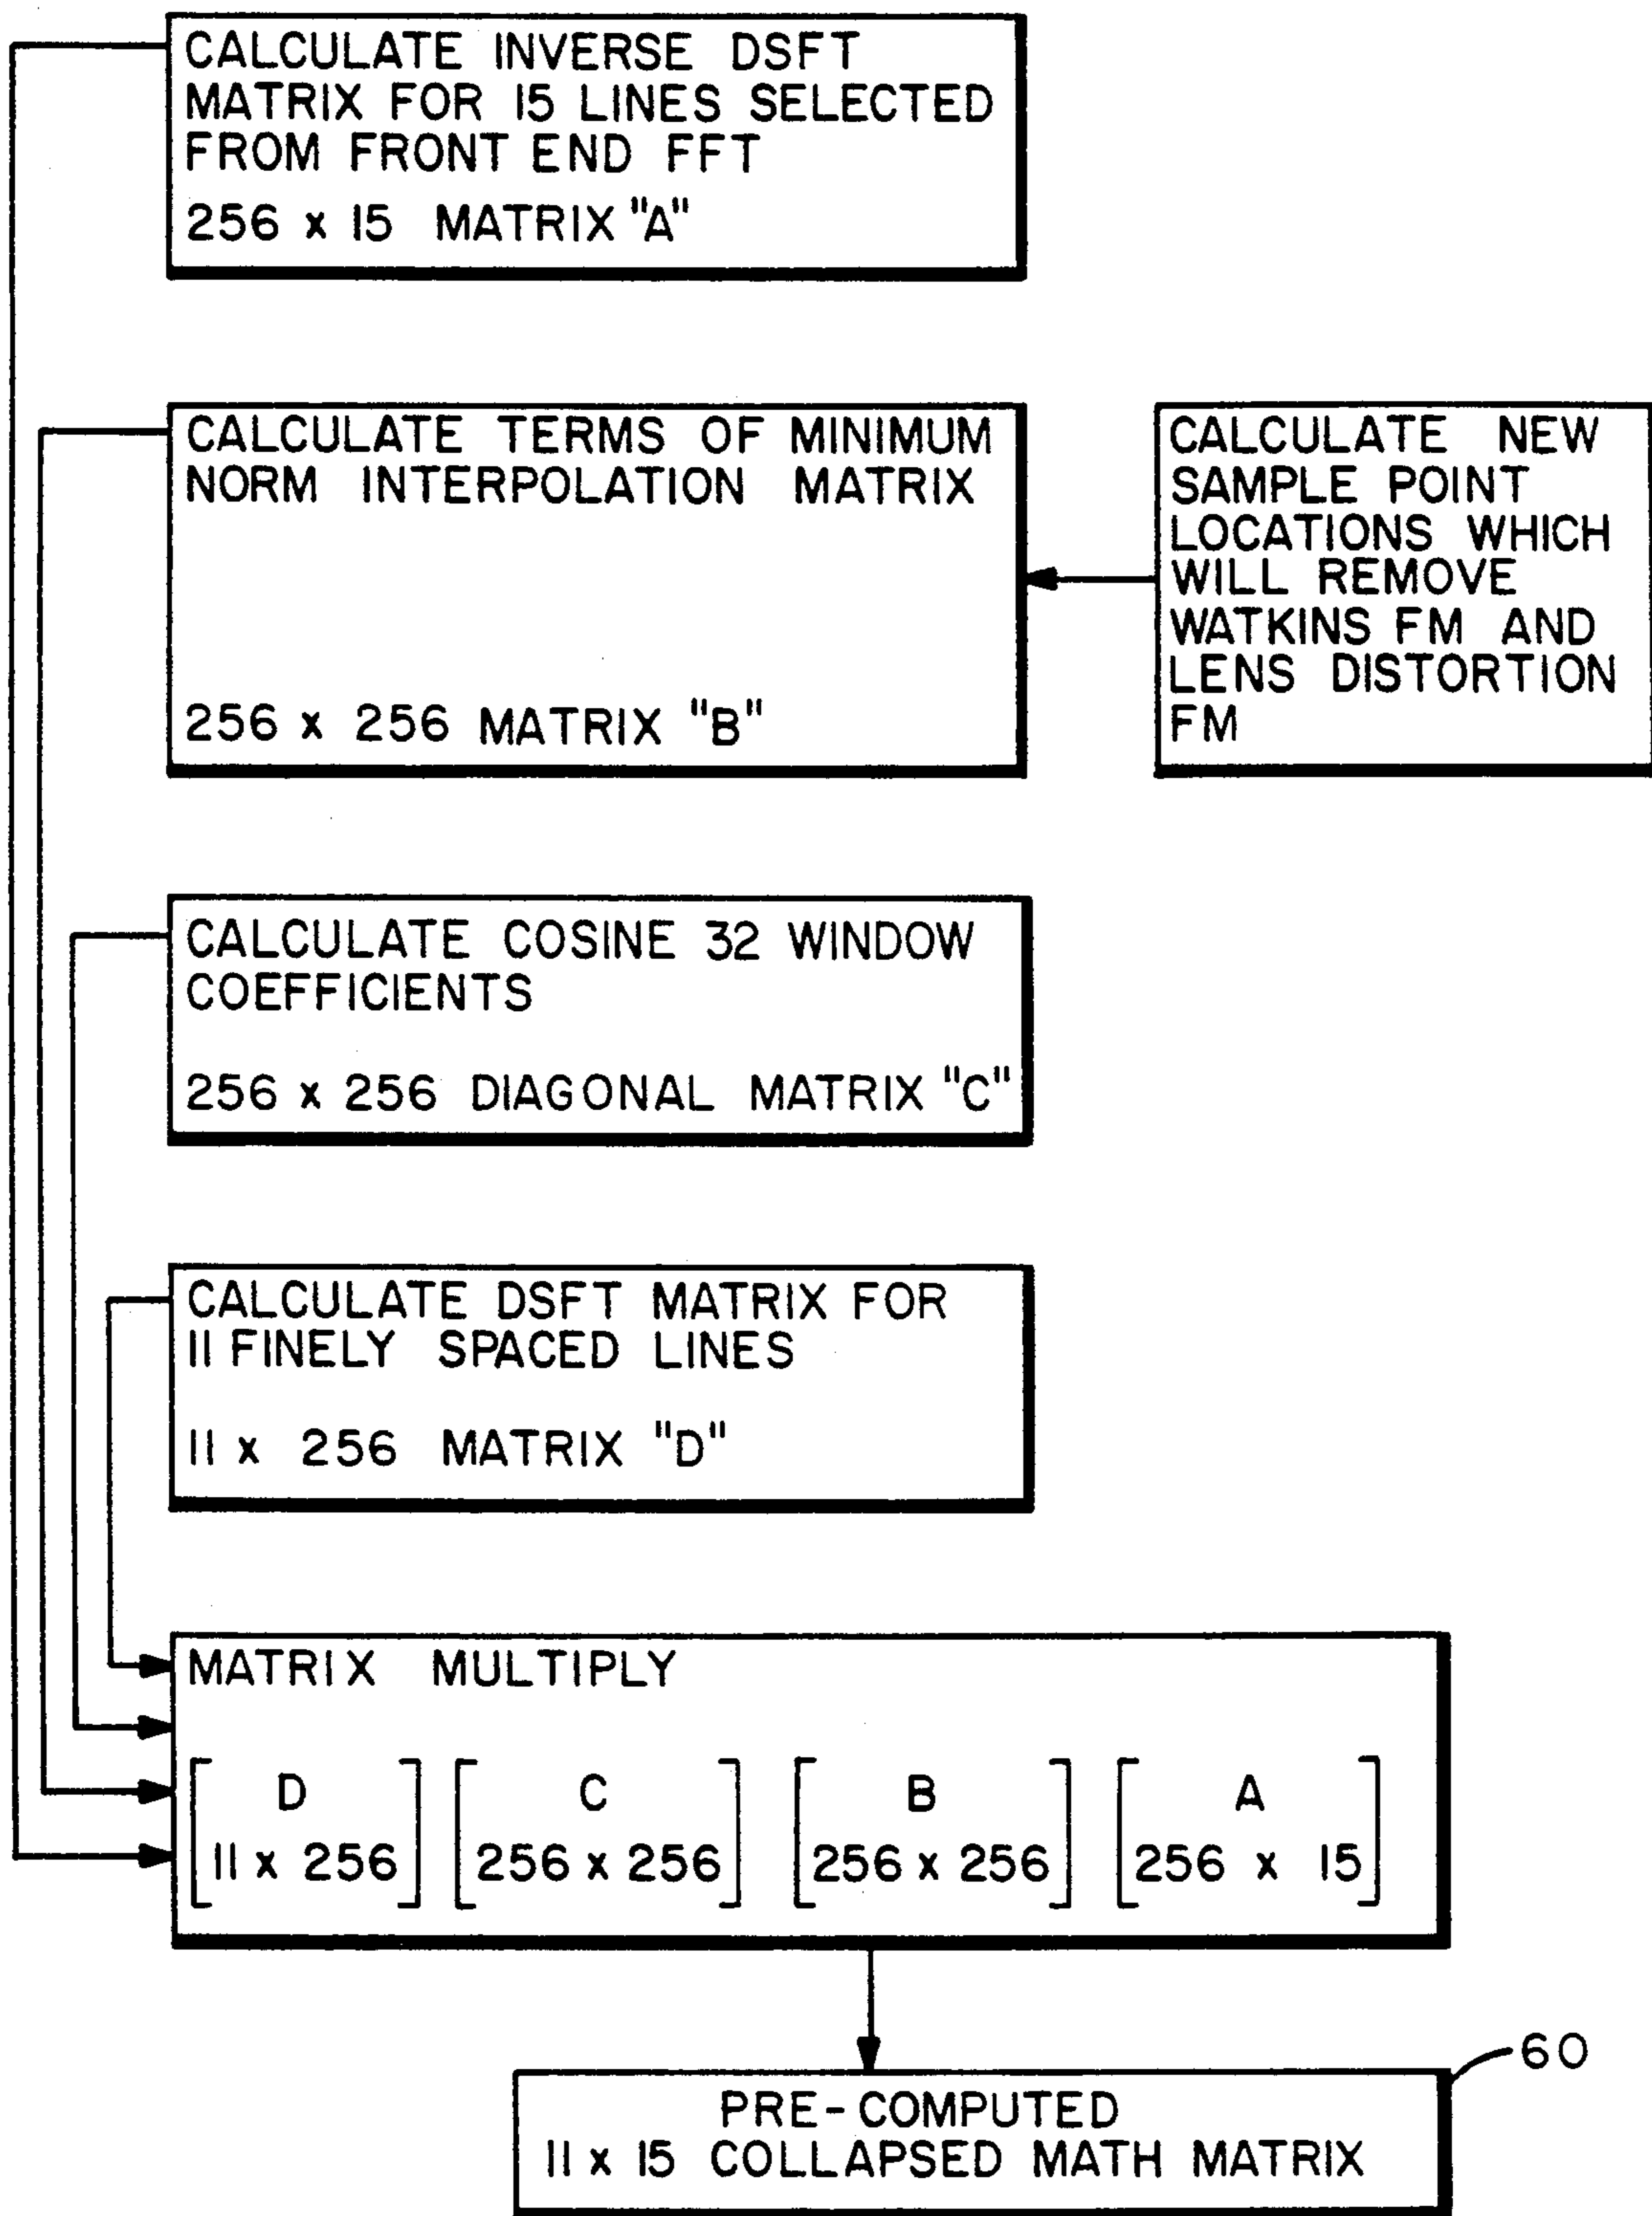 CALCULATE INVERSE DSFT
MATRIX FOR 15 LINES SELECTED
FROM FRONT END FFT
256 x 15 MATRIX "A"
CALCULATE TERMS OF MINIMUM
NORM INTERPOLATION MATRIX
256 x 256 MATRIX "B"
CALCULATE NEW
SAMPLE POINT
LOCATIONS WHICH
WILL REMOVE
WATKINS FM AND
LENS DISTORTION
FM
CALCULATE COSINE 32 WINDOW
COEFFICIENTS
256 x 256 DIAGONAL MATRIX "C"
CALCULATE DSFT MATRIX FOR
11 FINELY SPACED LINES
11 x 256 MATRIX "D"
MATRIX MULTIPLY
D C B A
11 x 256 256 x 256 256 x 256 256 x 15
60
PRE-COMPUTED
11 x 15 COLLAPSED MATH MATRIX